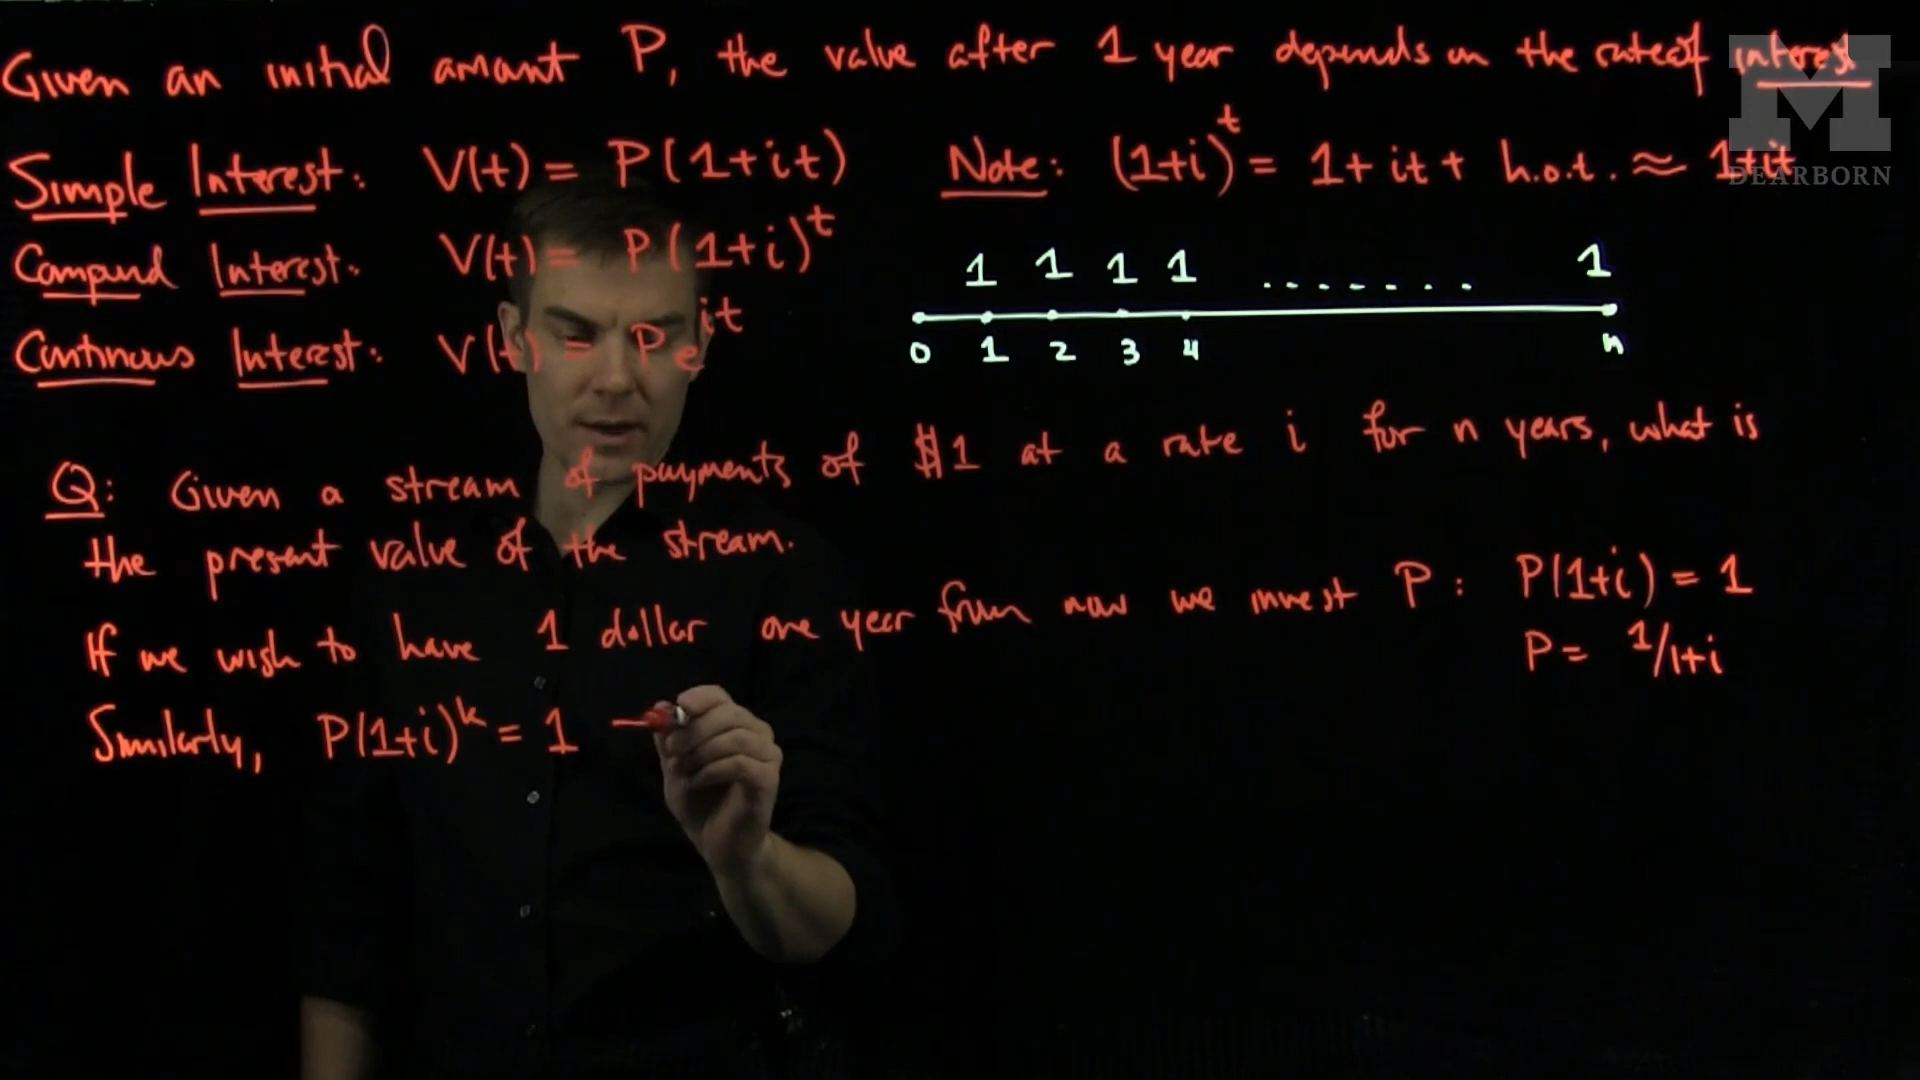 Given an initial amount P, the value after 1 year depends on the rate of interest
Simple Interest: V(t) = P(1+it)
Note: (1+i)^t = 1 + it + h.o.t. ≈ 1+it
Compound Interest: V(t) = P(1+i)^t
Continuous Interest: V(t) = Pe^it
1 1 1 1 ........ 1
0 1 2 3 4 n
Q: Given a stream of payments of $1 at a rate i for n years, what is
the present value of the stream.
If we wish to have 1 dollar one year from now we invest P: P(1+i) = 1
P = 1/1+i
Similarly, P(1+i)^k = 1 —
M
DEARBORN